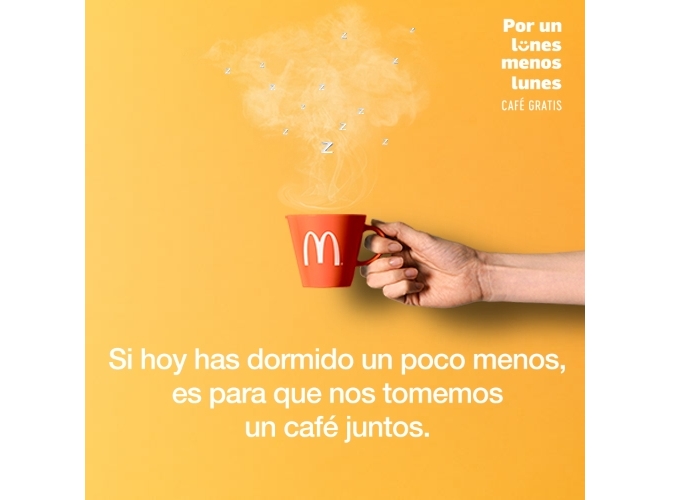 Por un
lunes
menos
lunes
CAFÉ GRATIS
z
M
Si hoy has dormido un poco menos,
es para que nos tomemos
un café juntos.